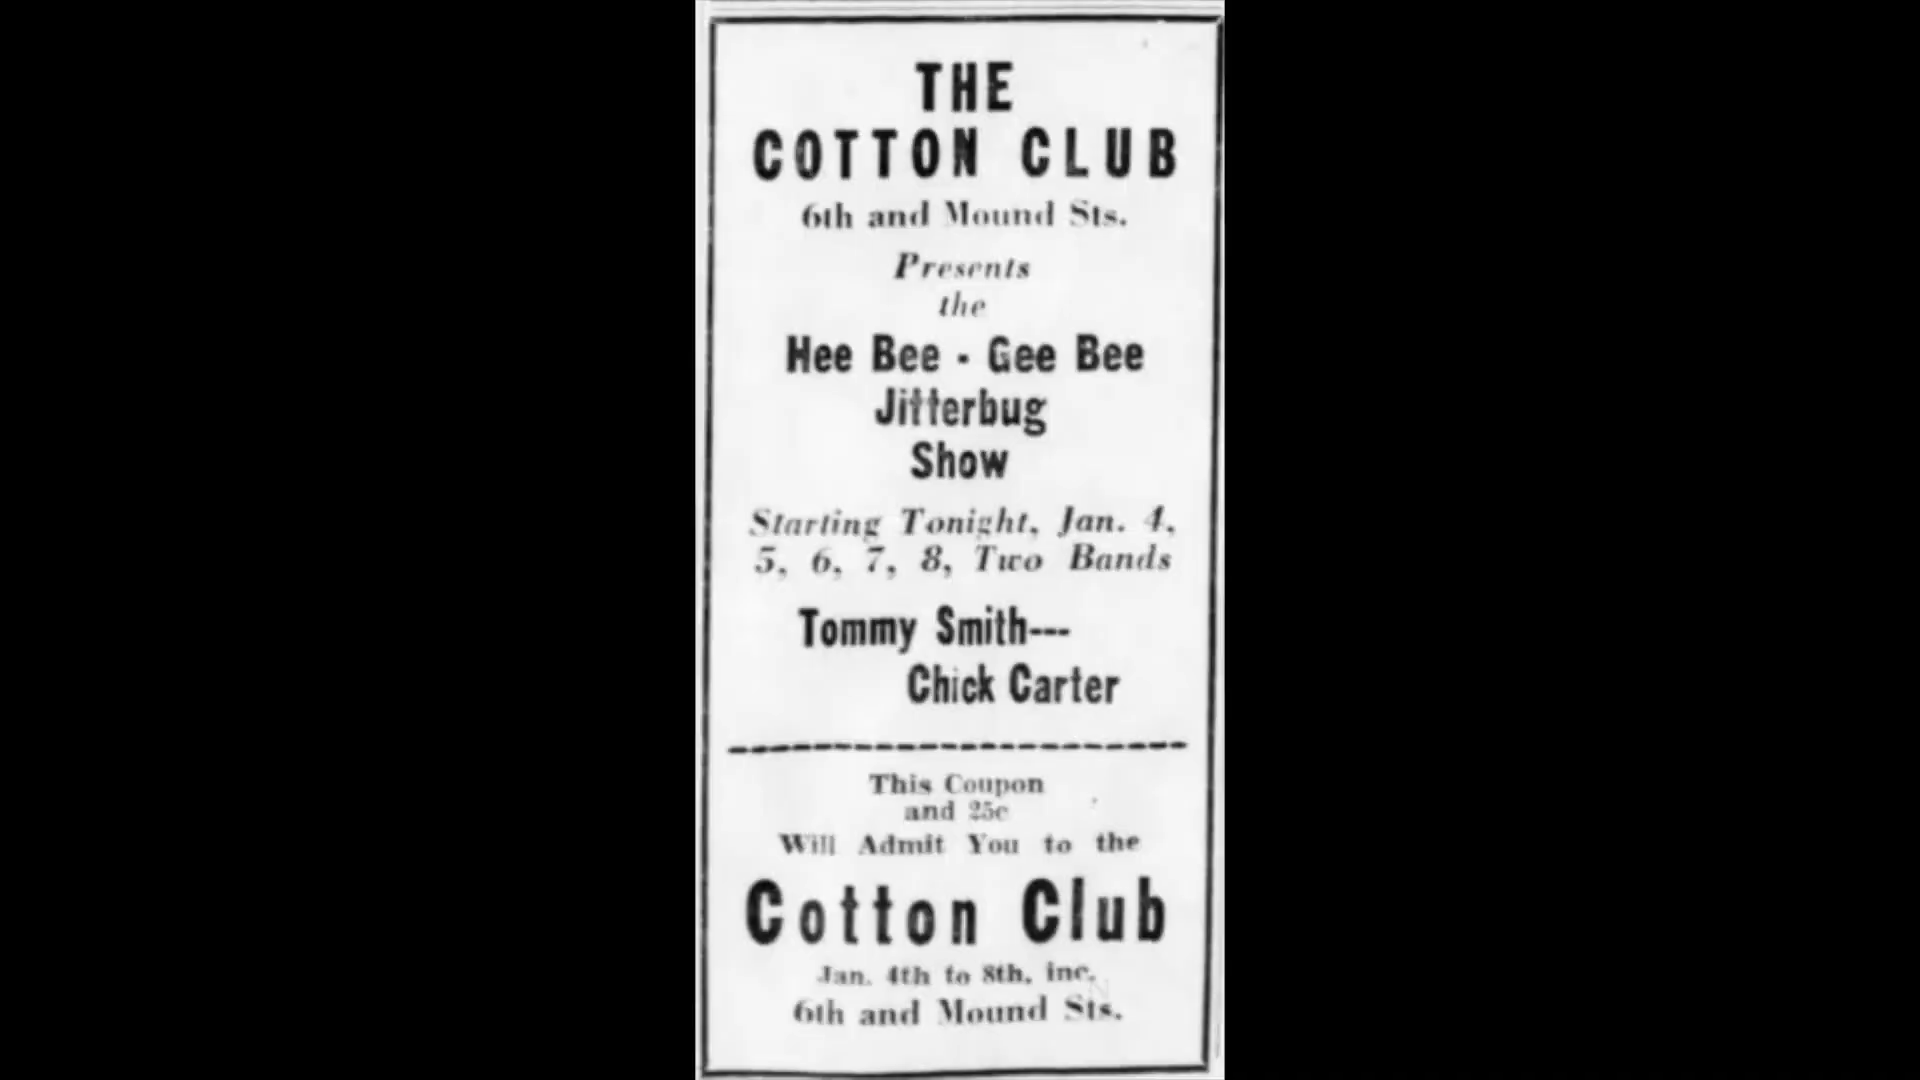 THE
COTTON CLUB
6th and Mound Sts.
Presents
the
Hee Bee - Gee Bee
Jitterbug
Show
Starting Tonight, Jan. 4,
5, 6, 7, 8, Two Bands
Tommy Smith---
Chick Carter
This Coupon
and 25c
Will Admit You to the
Cotton Club
Jan. 4th to 8th, inc.
6th and Mound Sts.